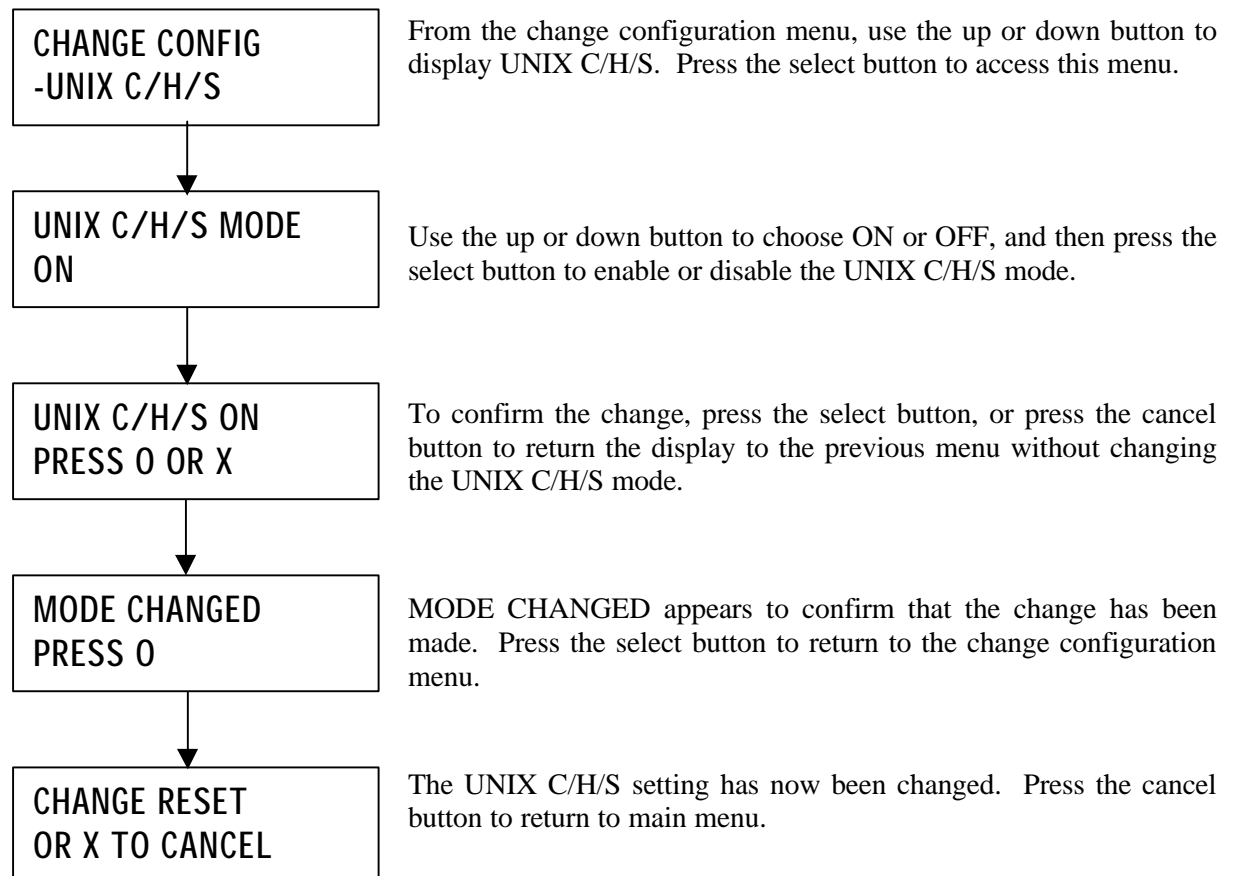 CHANGE CONFIG
-UNIX C/H/S
From the change configuration menu, use the up or down button to
display UNIX C/H/S. Press the select button to access this menu.
UNIX C/H/S MODE
ON
Use the up or down button to choose ON or OFF, and then press the
select button to enable or disable the UNIX C/H/S mode.
UNIX C/H/S ON
PRESS O OR X
To confirm the change, press the select button, or press the cancel
button to return the display to the previous menu without changing
the UNIX C/H/S mode.
MODE CHANGED
PRESS O
MODE CHANGED appears to confirm that the change has been
made. Press the select button to return to the change configuration
menu.
CHANGE RESET
OR X TO CANCEL
The UNIX C/H/S setting has now been changed. Press the cancel
button to return to main menu.